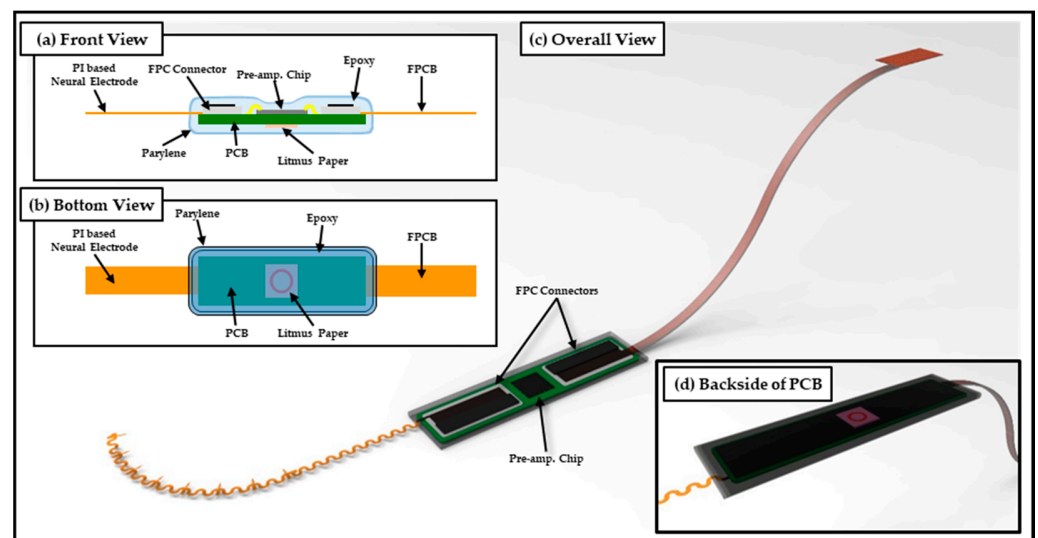 (a) Front View
PI based
Neural Electrode
FPC Connector
Pre-amp. Chip
Epoxy
FPCB
Parylene
PCB
Litmus Paper
(b) Bottom View
PI based
Neural Electrode
Parylene
Epoxy
FPCB
PCB
Litmus Paper
(c) Overall View
FPC Connectors
Pre-amp. Chip
(d) Backside of PCB